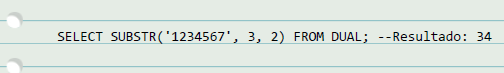 SELECT SUBSTR('1234567', 3, 2) FROM DUAL; --Resultado: 34